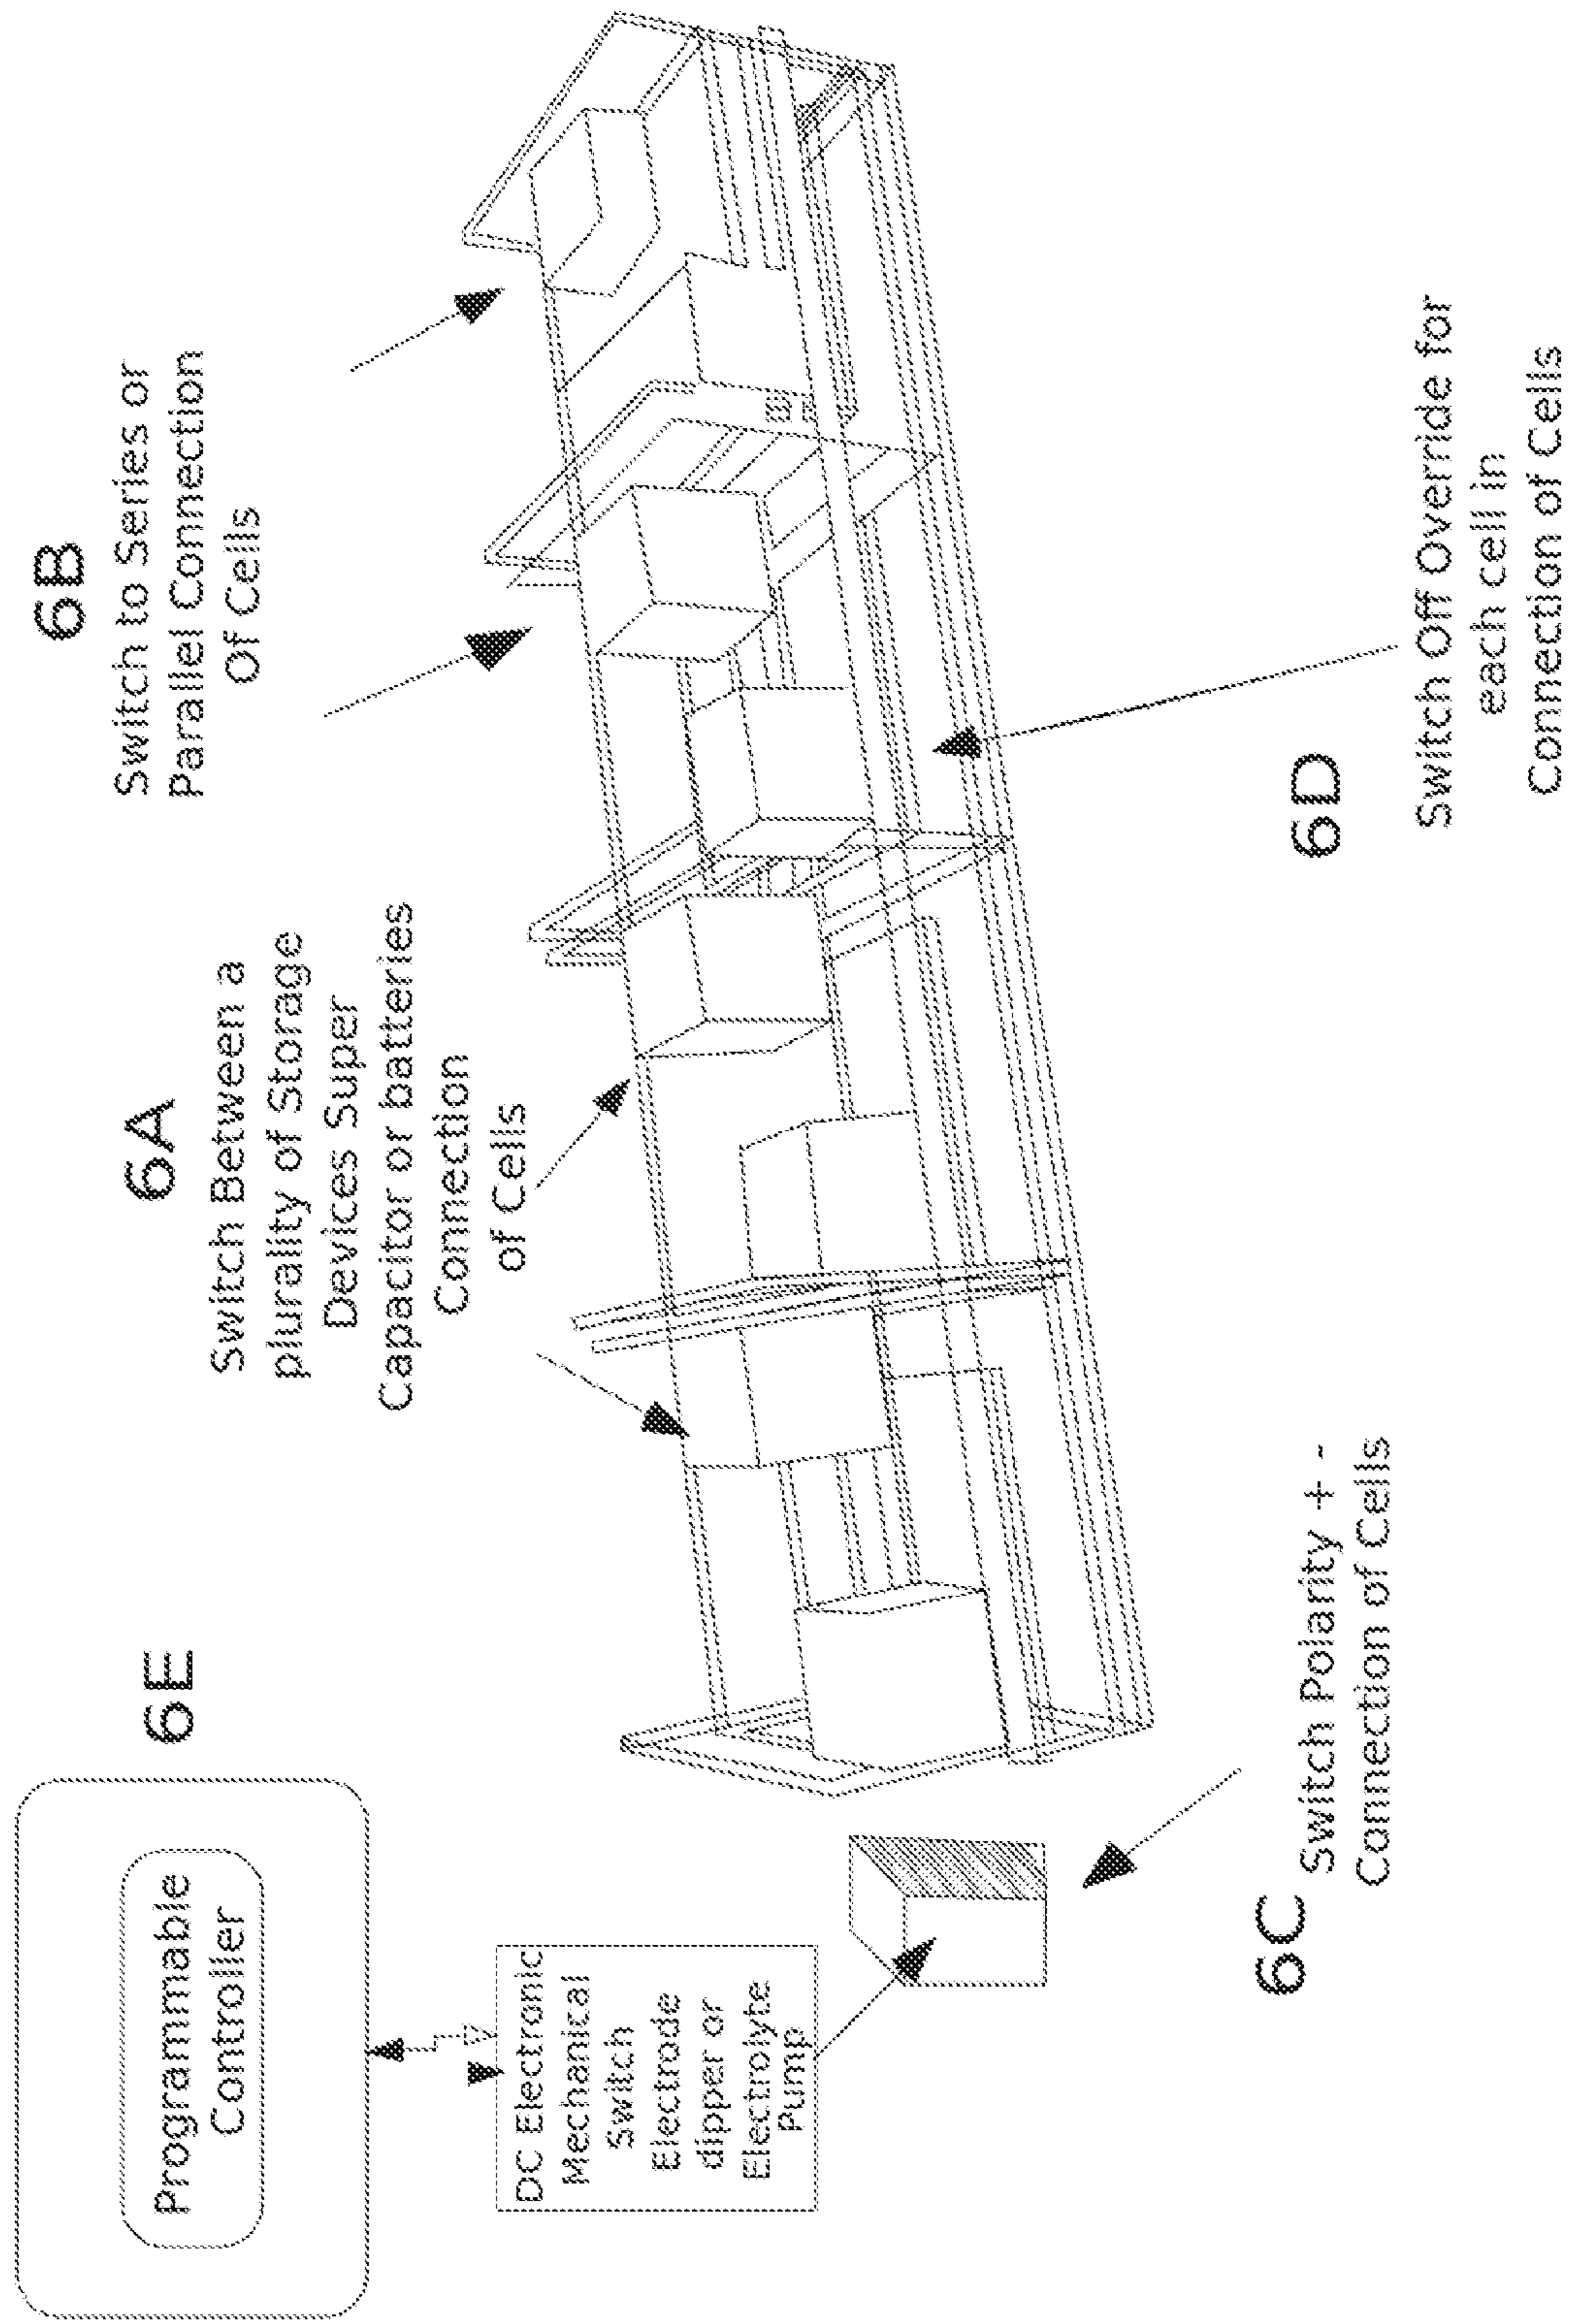 6E
Programmable
Controller
DC Electronic
Mechanical
Switch
Electrode
dipper or
Electrolyte
Pump
6A
Switch Between a
plurality of Storage
Devices Super
Capacitor or batteries
Connection
of Cells
6B
Switch to Series or
Parallel Connection
Of Cells
6C
Switch Polarity + -
Connection of Cells
6D
Switch Off Override for
each cell in
Connection of Cells